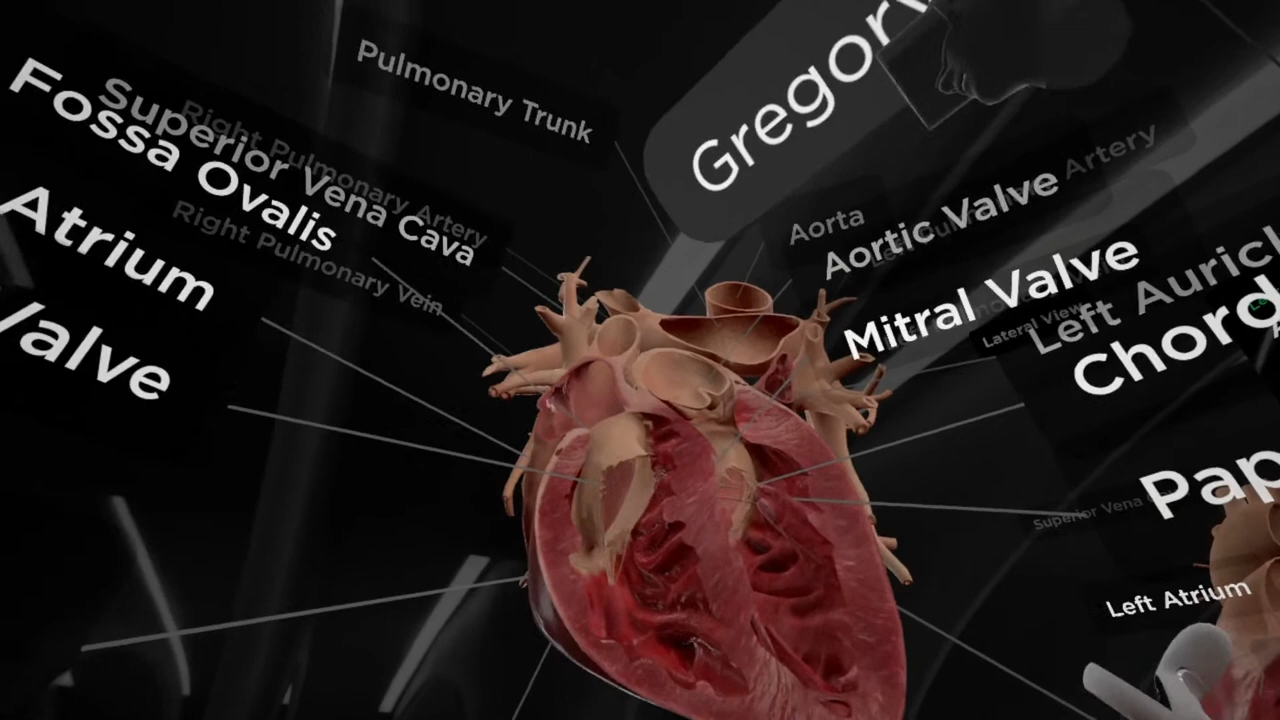 Pulmonary Trunk
Gregory
Superior Vena Cava
Right Pulmonary Artery
Fossa Ovalis
Right Pulmonary Vein
Atrium
Valve
Artery
Aorta
Aortic Valve
Mitral Valve
Lateral View
Left Auric
Chord
Pap
Superior Vena
Left Atrium